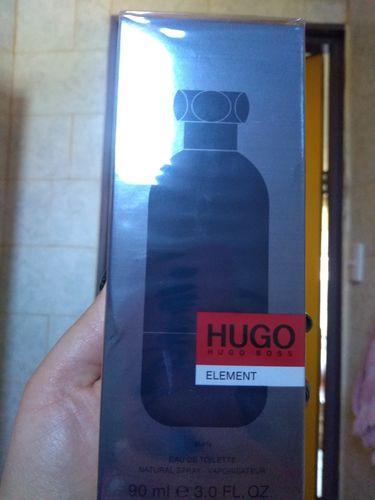 HUGO
HUGO BOSS
ELEMENT
EAU DE TOILETTE
NATURAL SPRAY - VAPORISATEUR
90 ml e 3.0 FL. OZ